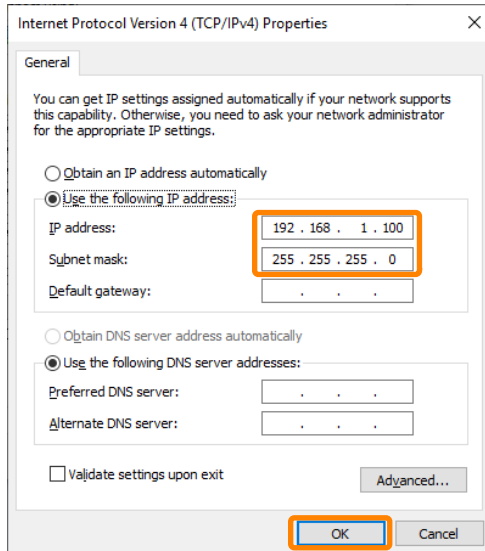 Internet Protocol Version 4 (TCP/IPv4) Properties
General
You can get IP settings assigned automatically if your network supports
this capability. Otherwise, you need to ask your network administrator
for the appropriate IP settings.
Obtain an IP address automatically
Use the following IP address:
IP address: 192 . 168 . 1 . 100
Subnet mask: 255 . 255 . 255 . 0
Default gateway: . . .
Obtain DNS server address automatically
Use the following DNS server addresses:
Preferred DNS server: . . .
Alternate DNS server: . . .
Validate settings upon exit
Advanced...
OK Cancel